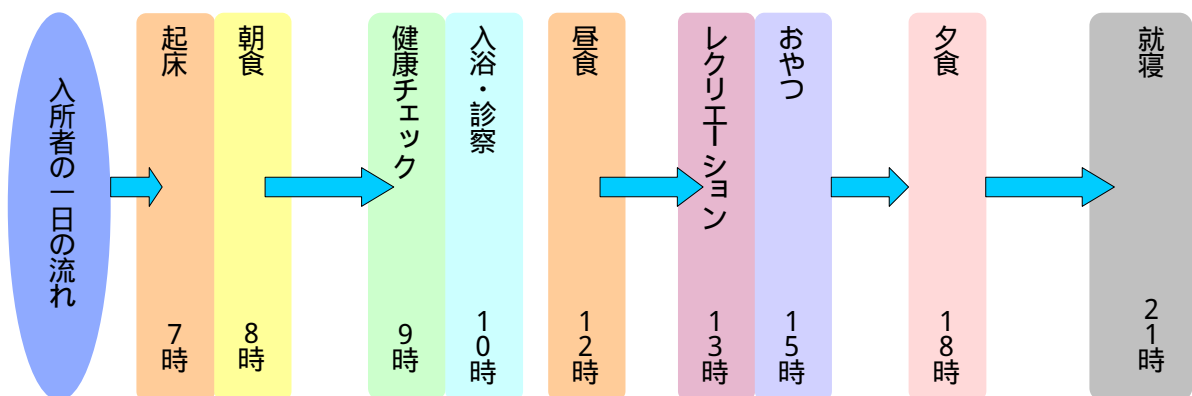 入所者の一日の流れ
起床
7時
朝食
8時
健康チェック
9時
入浴・診察
10時
昼食
12時
レクリエーション
13時
おやつ
15時
夕食
18時
就寝
21時